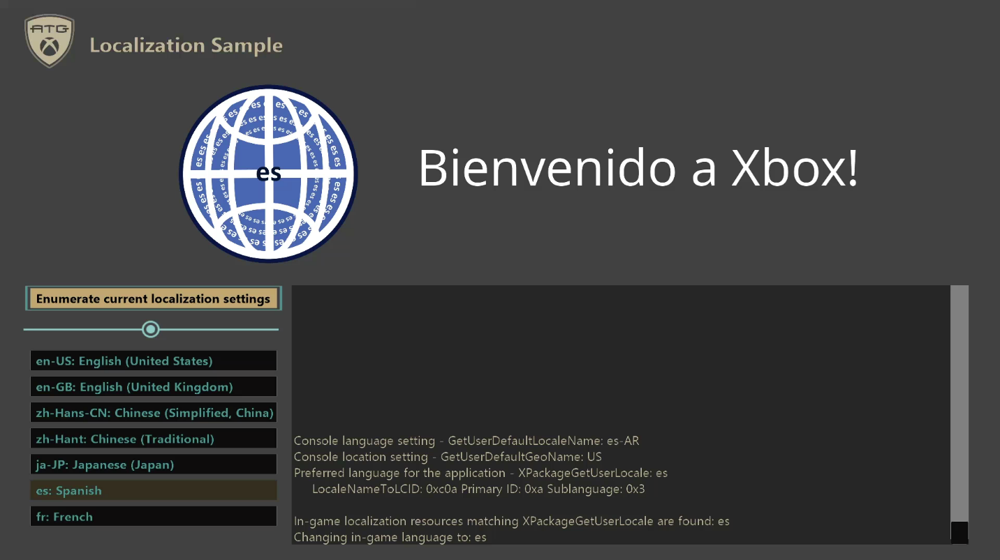 ATG
Localization Sample
es
Bienvenido a Xbox!
Enumerate current localization settings
en-US: English (United States)
en-GB: English (United Kingdom)
zh-Hans-CN: Chinese (Simplified, China)
zh-Hant: Chinese (Traditional)
ja-JP: Japanese (Japan)
es: Spanish
fr: French
Console language setting - GetUserDefaultLocaleName: es-AR
Console location setting - GetUserDefaultGeoName: US
Preferred language for the application - XPackageGetUserLocale: es
LocaleNameToLCID: 0xc0a Primary ID: 0xa Sublanguage: 0x3
In-game localization resources matching XPackageGetUserLocale are found: es
Changing in-game language to: es